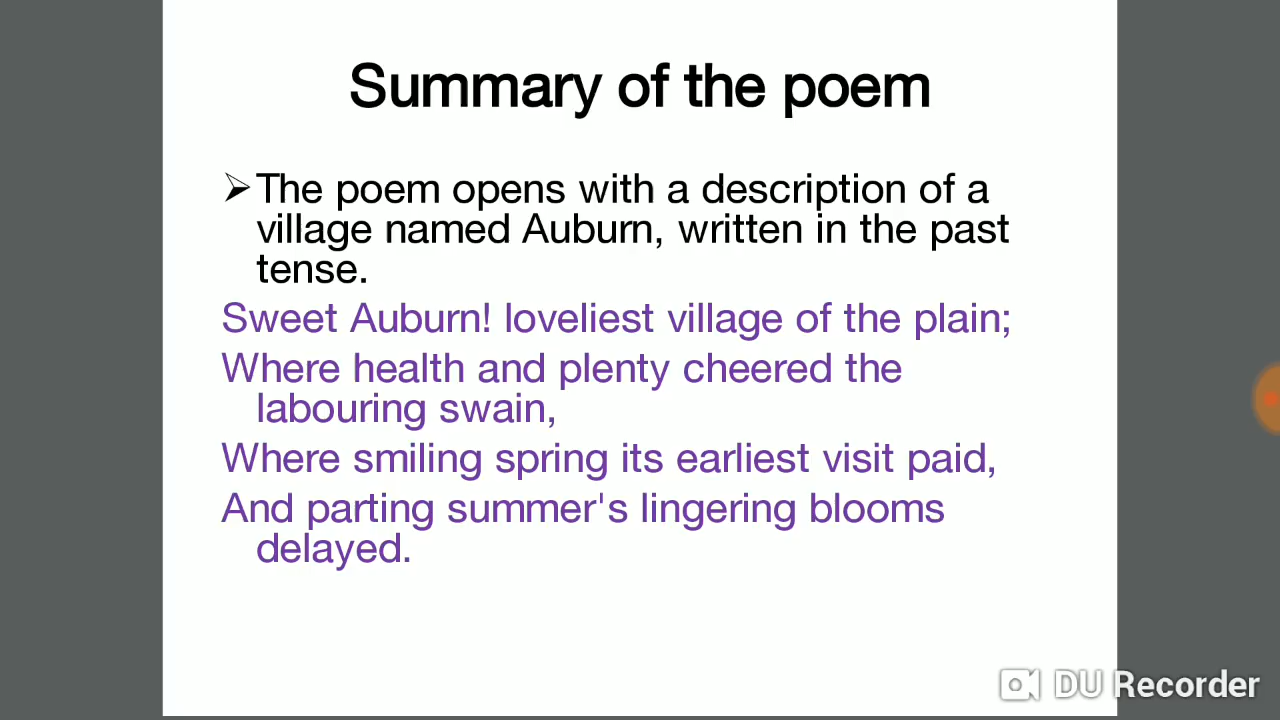 Summary of the poem
➢The poem opens with a description of a
village named Auburn, written in the past
tense.
Sweet Auburn! loveliest village of the plain;
Where health and plenty cheered the
labouring swain,
Where smiling spring its earliest visit paid,
And parting summer's lingering blooms
delayed.
DU Recorder